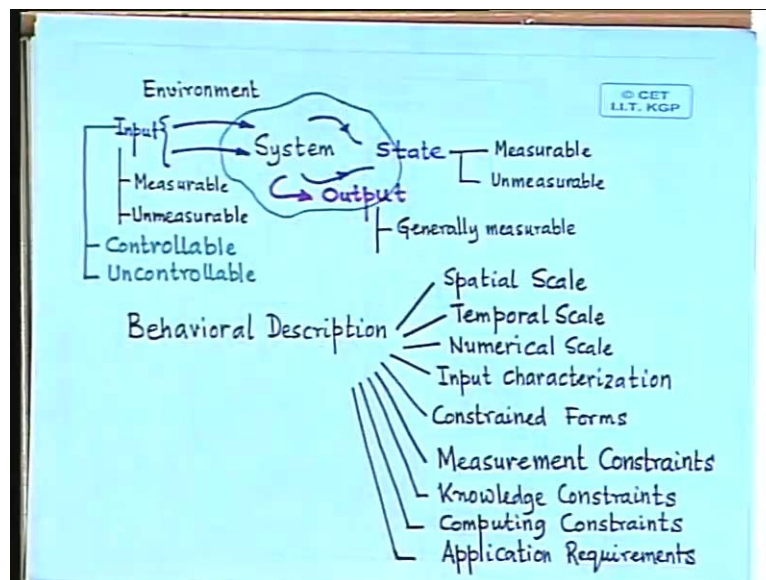 Environment
© CET
I.I.T. KGP
Input
System
State
Measurable
Unmeasurable
Measurable
Unmeasurable
Output
Generally measurable
Controllable
Uncontrollable
Behavioral Description
Spatial Scale
Temporal Scale
Numerical Scale
Input characterization
Constrained Forms
Measurement Constraints
Knowledge Constraints
Computing Constraints
Application Requirements